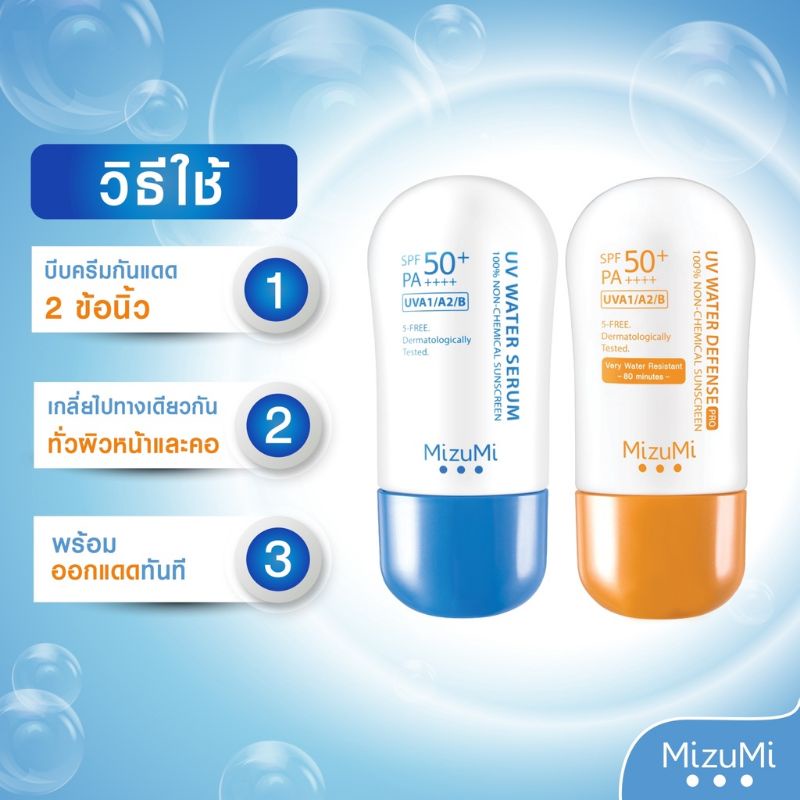 วิธีใช้
บีบครีมกันแดด
2 ข้อนิ้ว
1
เกลี่ยไปทางเดียวกัน
ทั่วผิวหน้าและคอ
2
พร้อม
ออกแดดทันที
3
SPF 50+
PA ++++
UVA1/A2/B
5-FREE.
Dermatologically
Tested.
UV WATER SERUM
100% NON-CHEMICAL SUNSCREEN
MizuMi
SPF 50+
PA ++++
UVA1/A2/B
5-FREE.
Dermatologically
Tested.
Very Water Resistant
- 80 minutes -
UV WATER DEFENSE PRO
100% NON-CHEMICAL SUNSCREEN
MizuMi
MizuMi